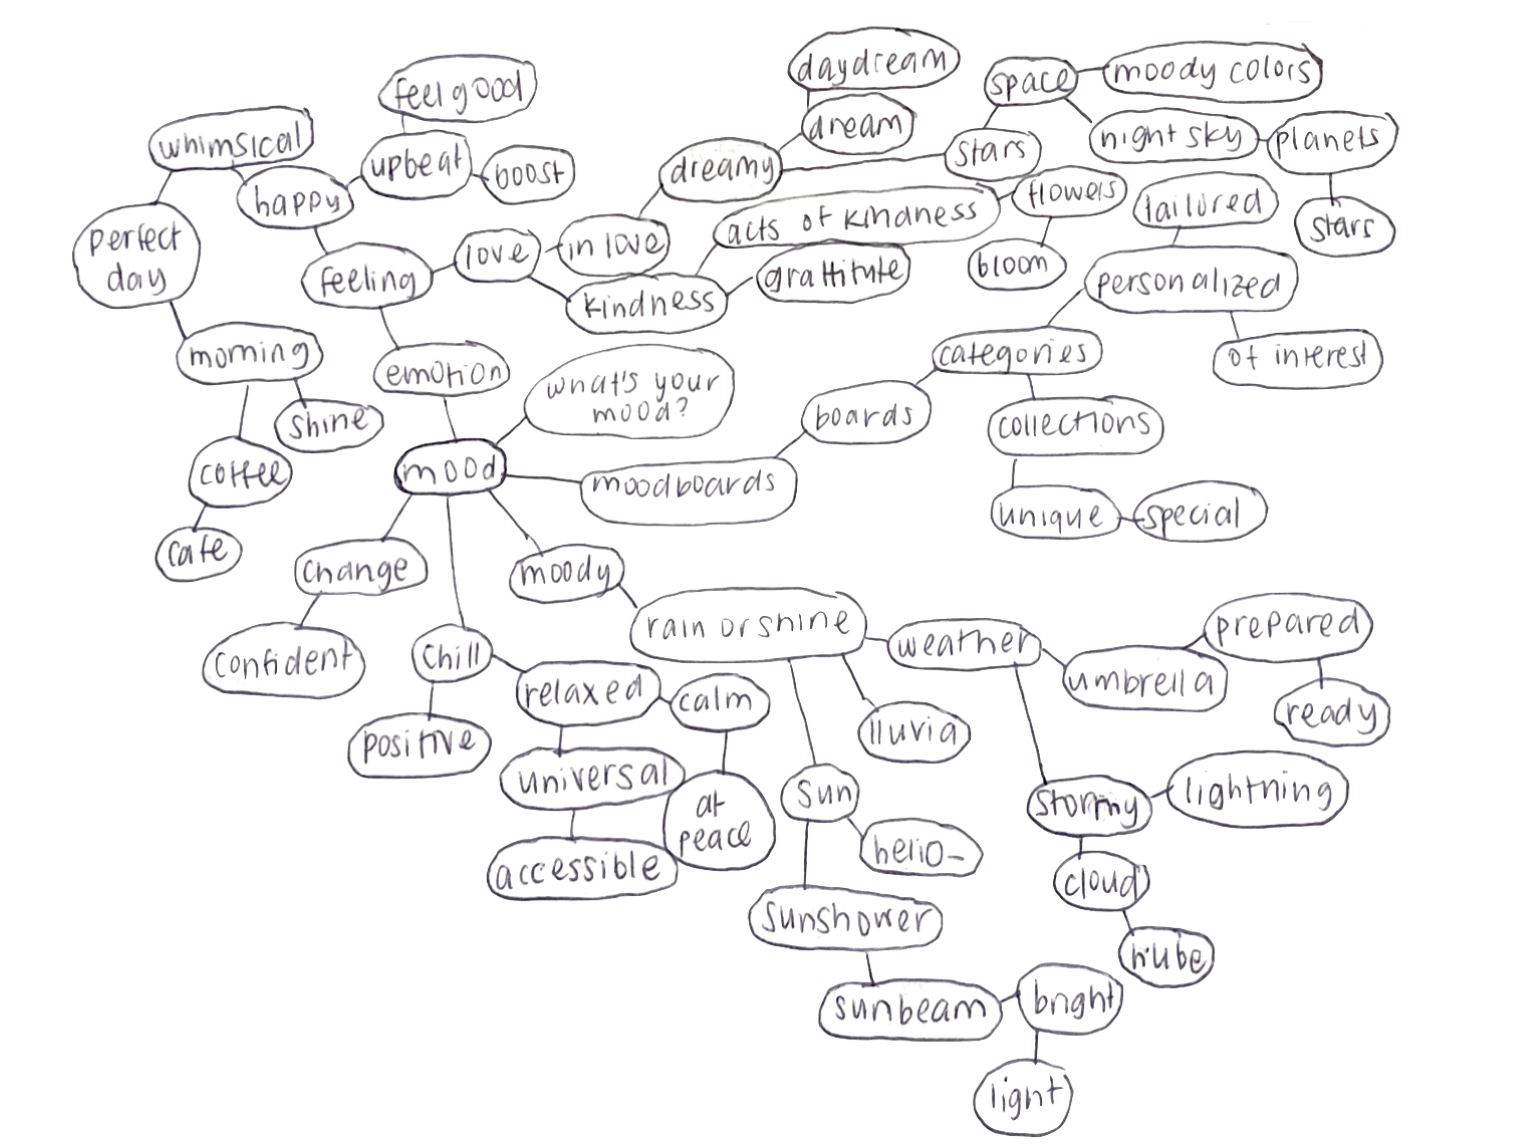 daydream
feel good
space
moody colors
whimsical
upbeat
boost
dream
night sky
planets
happy
dreamy
stars
flowers
tailured
stars
perfect
day
feeling
love
in love
acts of kindness
grattitute
bloom
personalized
kindness
morning
emotion
what's your
mood?
categories
of interest
shine
boards
collections
coffee
mood
moodboards
unique
special
cafe
change
moody
rain or shine
weather
prepared
confident
chill
relaxed
calm
umbrella
ready
lluvia
positive
universal
at
peace
sun
stormy
lightning
accessible
helio-
cloud
sunshower
nube
sunbeam
bright
light